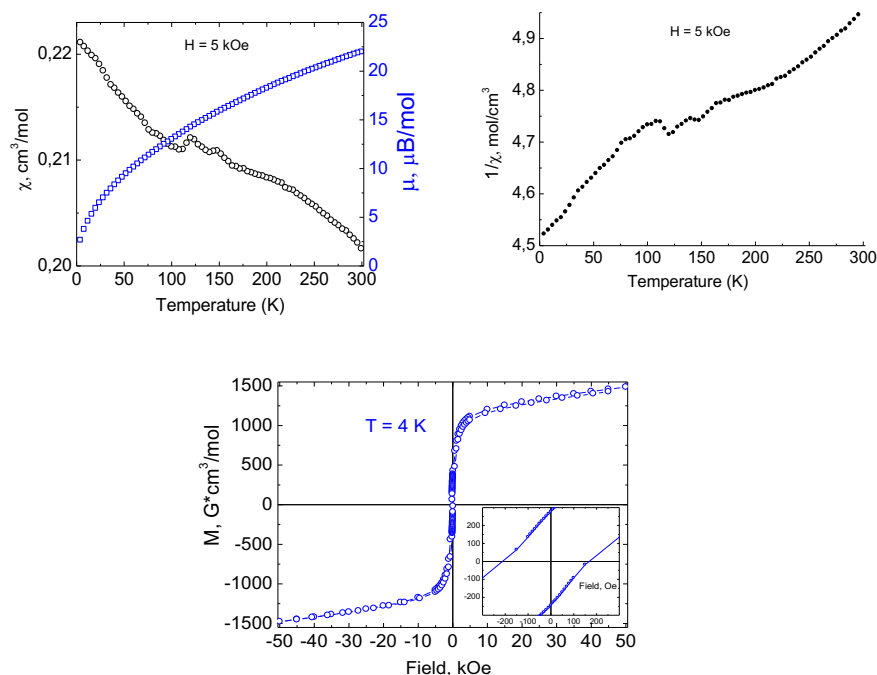 H = 5 kOe
χ, cm³/mol
0,22
0,21
0,20
25
20
15
10
5
0
μ, μB/mol
0 50 100 150 200 250 300
Temperature (K)
H = 5 kOe
1/χ, mol/cm³
4,9
4,8
4,7
4,6
4,5
0 50 100 150 200 250 300
Temperature (K)
T = 4 K
M, G*cm³/mol
1500
1000
500
0
-500
-1000
-1500
-50 -40 -30 -20 -10 0 10 20 30 40 50
Field, kOe
200
100
0
-100
-200
Field, Oe
-200 0 200